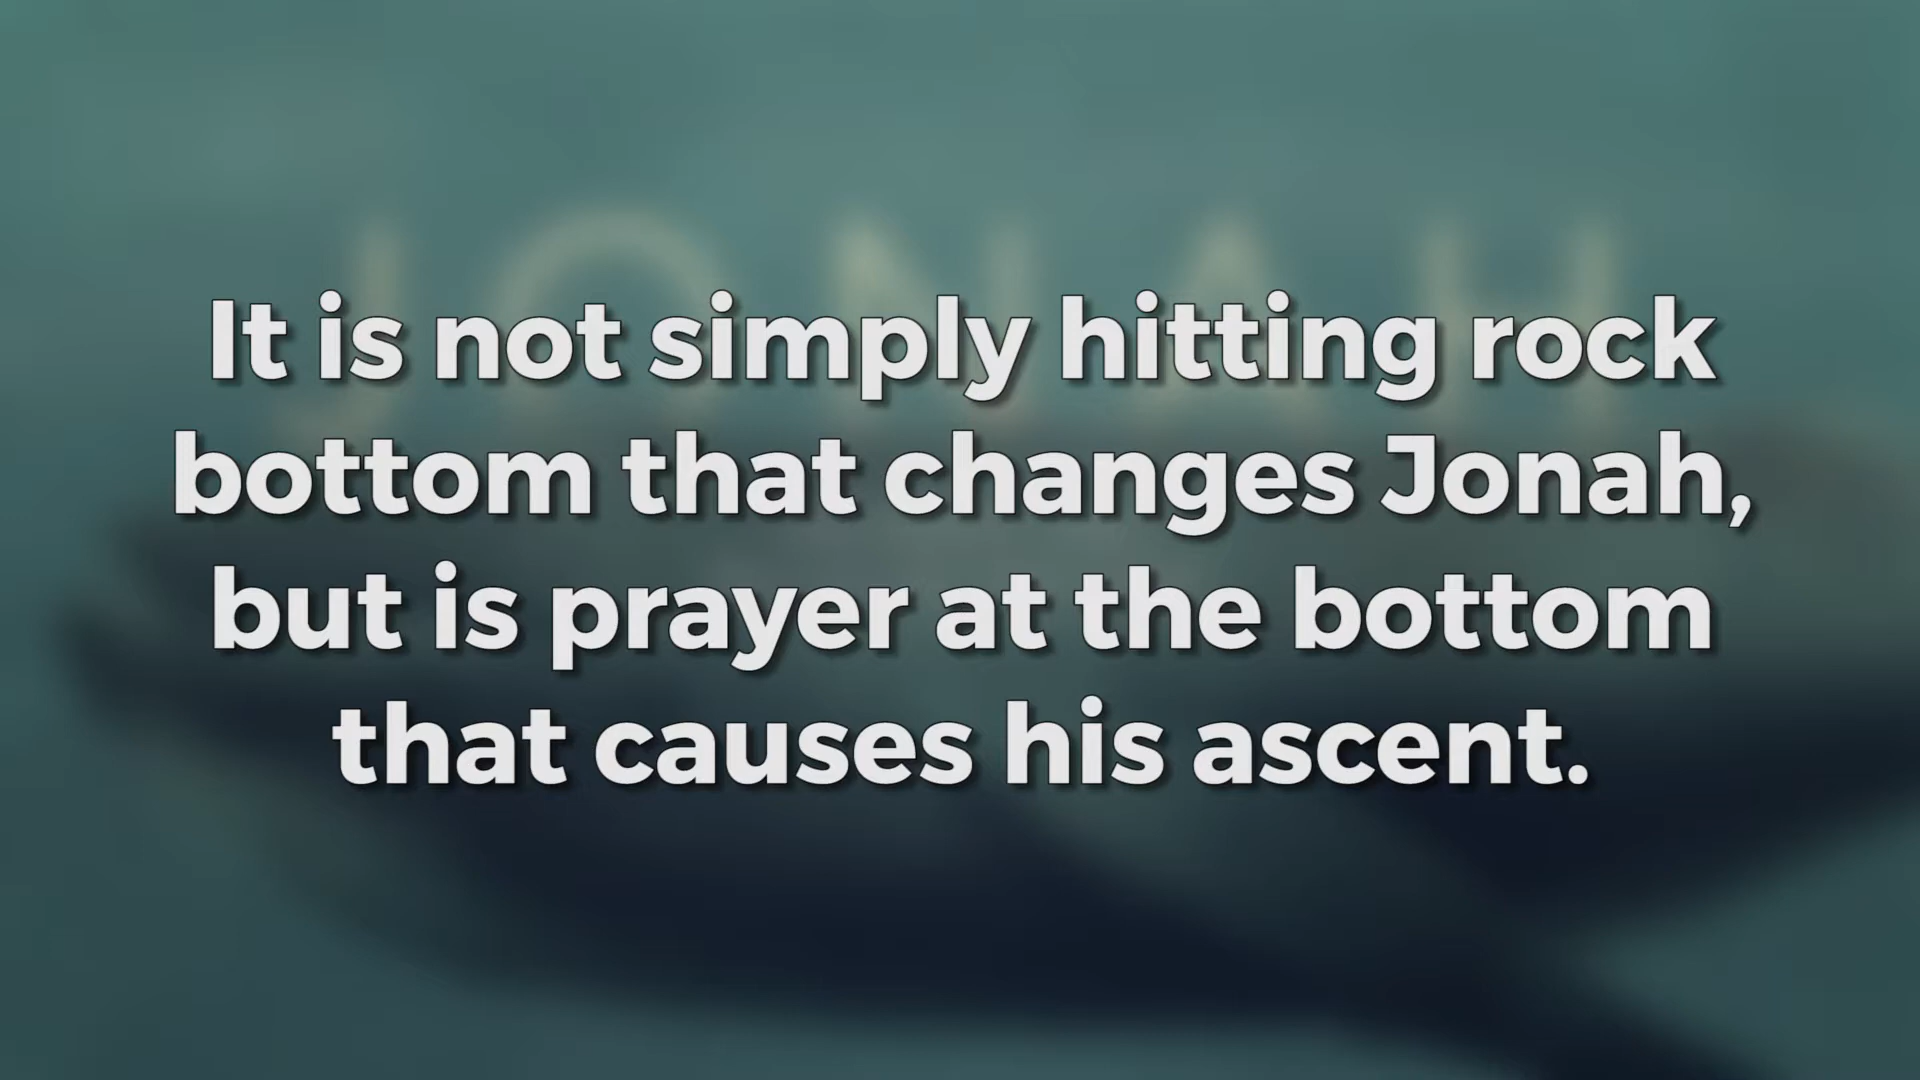 JONAH
It is not simply hitting rock
bottom that changes Jonah,
but is prayer at the bottom
that causes his ascent.